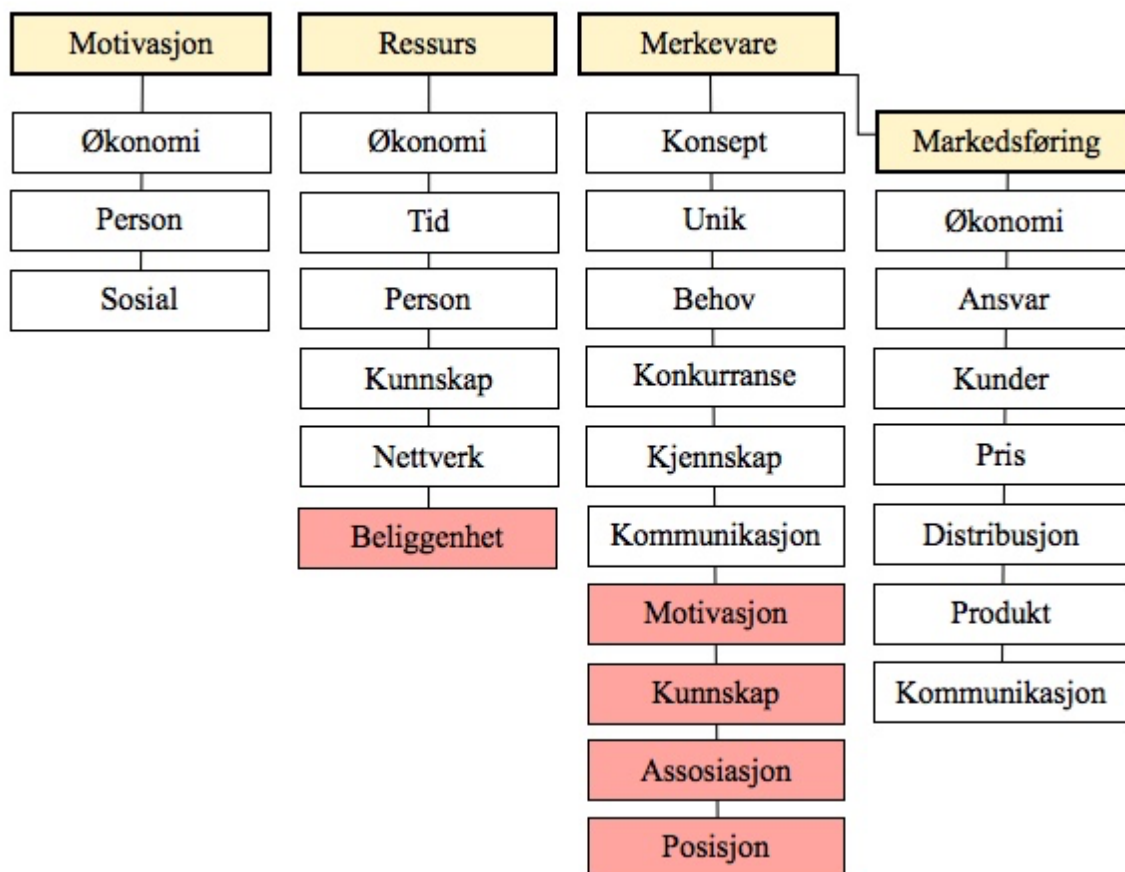 Motivasjon
Økonomi
Person
Sosial
Ressurs
Økonomi
Tid
Person
Kunnskap
Nettverk
Beliggenhet
Merkevare
Konsept
Unik
Behov
Konkurranse
Kjennskap
Kommunikasjon
Motivasjon
Kunnskap
Assosiasjon
Posisjon
Markedsføring
Økonomi
Ansvar
Kunder
Pris
Distribusjon
Produkt
Kommunikasjon